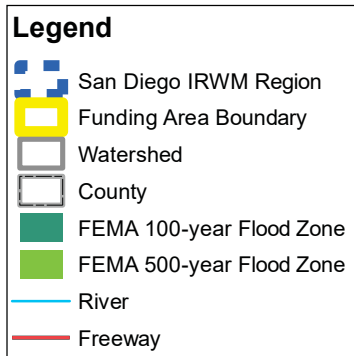 Legend
San Diego IRWM Region
Funding Area Boundary
Watershed
County
FEMA 100-year Flood Zone
FEMA 500-year Flood Zone
River
Freeway